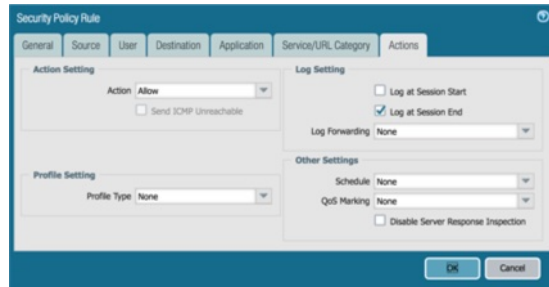 Security Policy Rule
General Source User Destination Application Service/URL Category Actions
Action Setting
Action Allow
Send ICMP Unreachable
Profile Setting
Profile Type None
Log Setting
Log at Session Start
Log at Session End
Log Forwarding None
Other Settings
Schedule None
QoS Marking None
Disable Server Response Inspection
OK Cancel